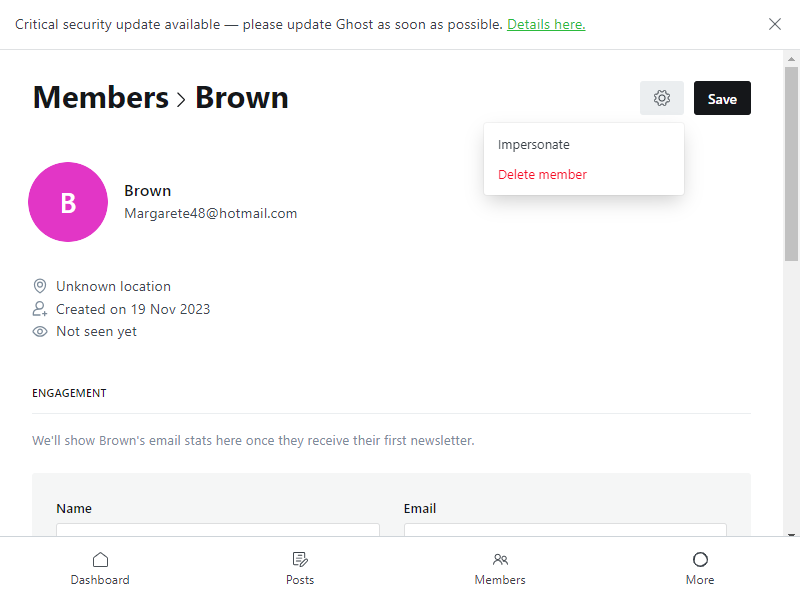 Critical security update available — please update Ghost as soon as possible. Details here.
Members > Brown
Save
Impersonate
Delete member
B
Brown
Margarete48@hotmail.com
Unknown location
Created on 19 Nov 2023
Not seen yet
ENGAGEMENT
We'll show Brown's email stats here once they receive their first newsletter.
Name Email
Dashboard Posts Members More